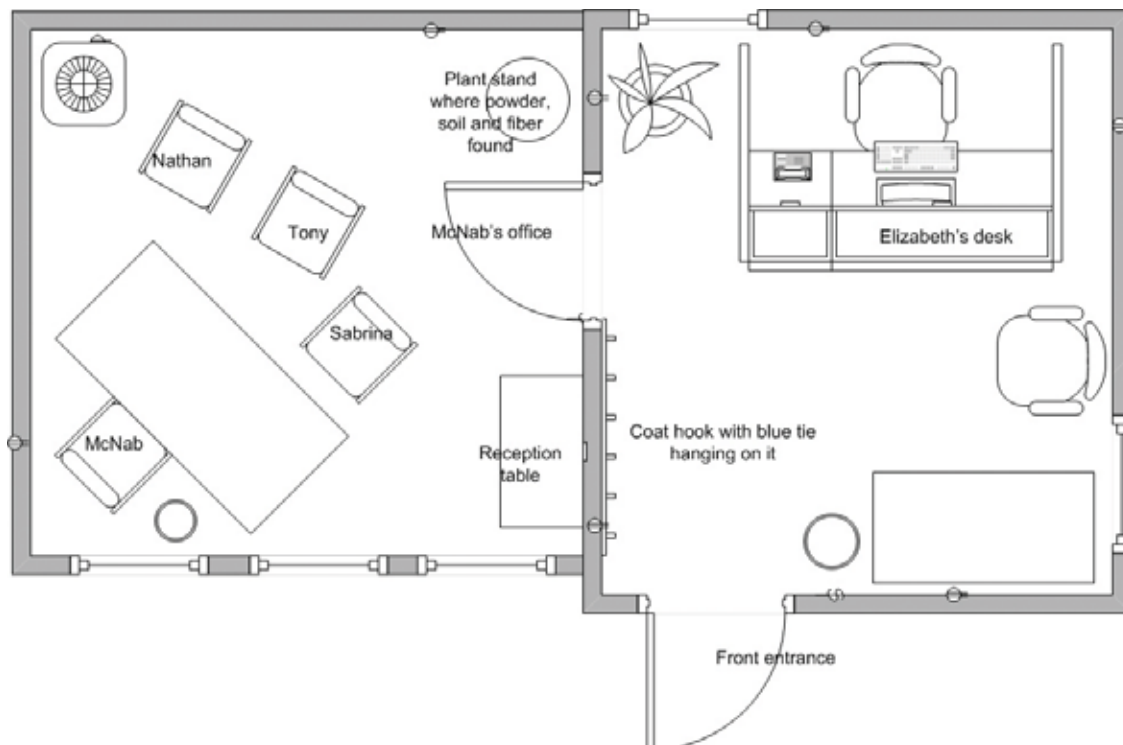 Plant stand
where powder,
soil and fiber
found
Nathan
Tony
McNab's office
Elizabeth's desk
Sabrina
McNab
Reception
table
Coat hook with blue tie
hanging on it
Front entrance